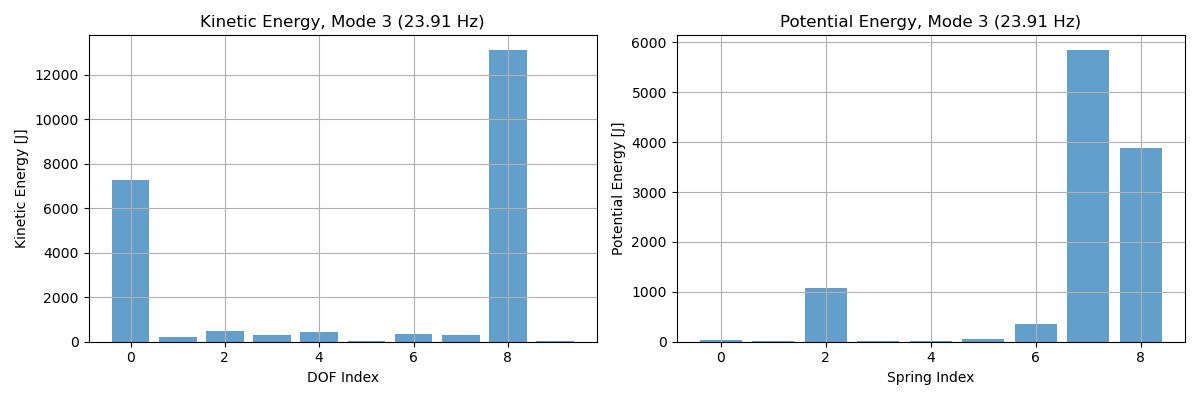 Kinetic Energy, Mode 3 (23.91 Hz)
Kinetic Energy [J]
12000
10000
8000
6000
4000
2000
0
0 2 4 6 8
DOF Index
Potential Energy, Mode 3 (23.91 Hz)
Potential Energy [J]
6000
5000
4000
3000
2000
1000
0
0 2 4 6 8
Spring Index